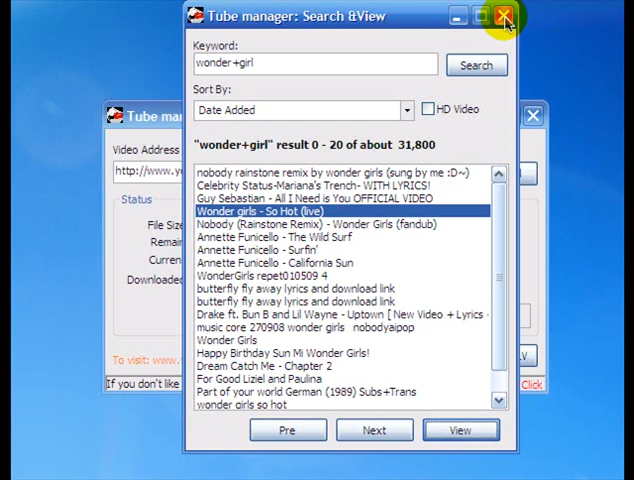 Tube manager: Search &View
Keyword:
wonder+girl
Search
Sort By:
Date Added
HD Video
"wonder+girl" result 0 - 20 of about 31,800
nobody rainstone remix by wonder girls (sung by me :D~)
Celebrity Status-Mariana's Trench- WITH LYRICS!
Guy Sebastian - All I Need is You OFFICIAL VIDEO
Wonder girls - So Hot (live)
Nobody (Rainstone Remix) - Wonder Girls (fandub)
Annette Funicello - The Wild Surf
Annette Funicello - Surfin'
Annette Funicello - California Sun
WonderGirls repet010509 4
butterfly fly away lyrics and download link
butterfly fly away lyrics and download link
Drake ft. Bun B and Lil Wayne - Uptown [ New Video + Lyrics -
music core 270908 wonder girls nobodyaipop
Wonder Girls
Happy Birthday Sun Mi Wonder Girls!
Dream Catch Me - Chapter 2
For Good Liziel and Paulina
Part of your world German (1989) Subs+Trans
wonder girls so hot
Pre
Next
View
Tube mana
Video Address
http://www.y
Status
File Size
Remain
Curren
Downloaded
To visit: www.
If you don't like
Click